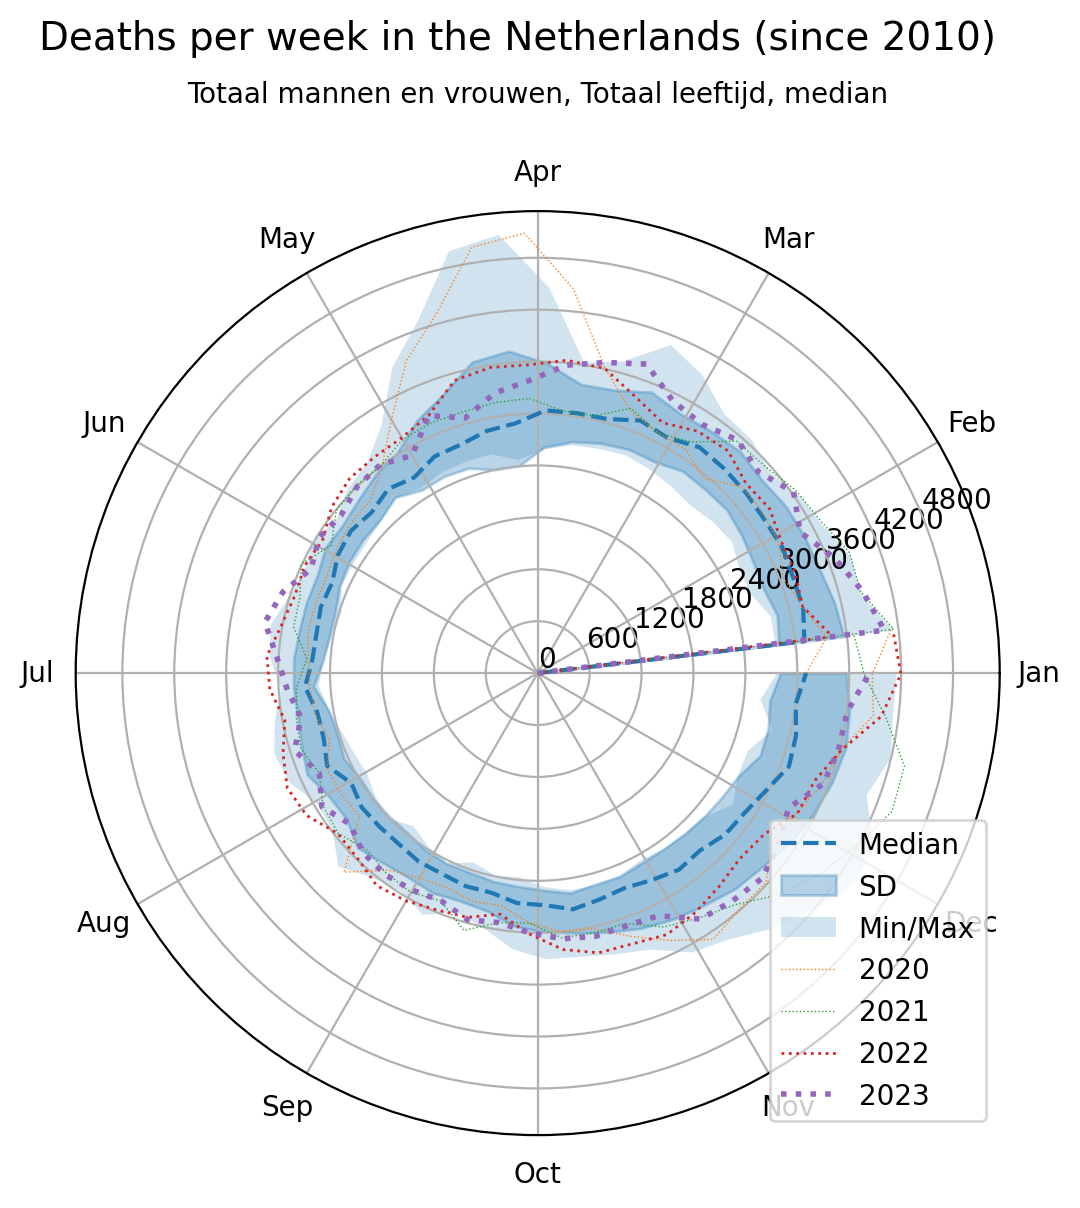 Deaths per week in the Netherlands (since 2010)
Totaal mannen en vrouwen, Totaal leeftijd, median
Apr
May
Mar
Jun
Feb
4800
4200
3600
3000
2400
1800
1200
600
0
Jul
Jan
Median
SD
Aug
Dec
Min/Max
2020
2021
2022
2023
Sep
Nov
Oct